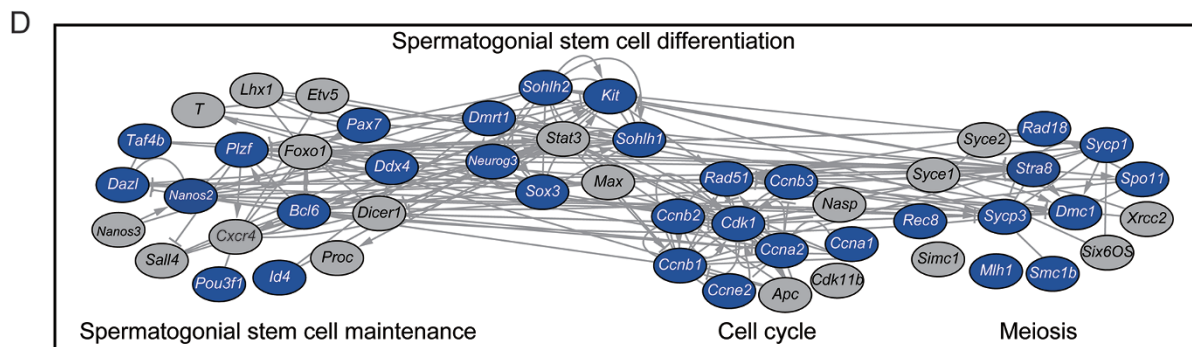 D
Spermatogonial stem cell differentiation
Lhx1
Etv5
T
Pax7
Taf4b
Plzf
Foxo1
Ddx4
Dazl
Nanos2
Bcl6
Dicer1
Nanos3
Cxcr4
Sall4
Proc
Pou3f1
Id4
Sohlh2
Kit
Dmrt1
Stat3
Sohlh1
Neurog3
Sox3
Max
Rad51
Ccnb3
Nasp
Ccnb2
Cdk1
Ccna2
Ccna1
Ccnb1
Cdk11b
Ccne2
Apc
Syce2
Rad18
Sycp1
Syce1
Stra8
Spo11
Rec8
Sycp3
Dmc1
Xrcc2
Simc1
Six6OS
Mlh1
Smc1b
Spermatogonial stem cell maintenance
Cell cycle
Meiosis